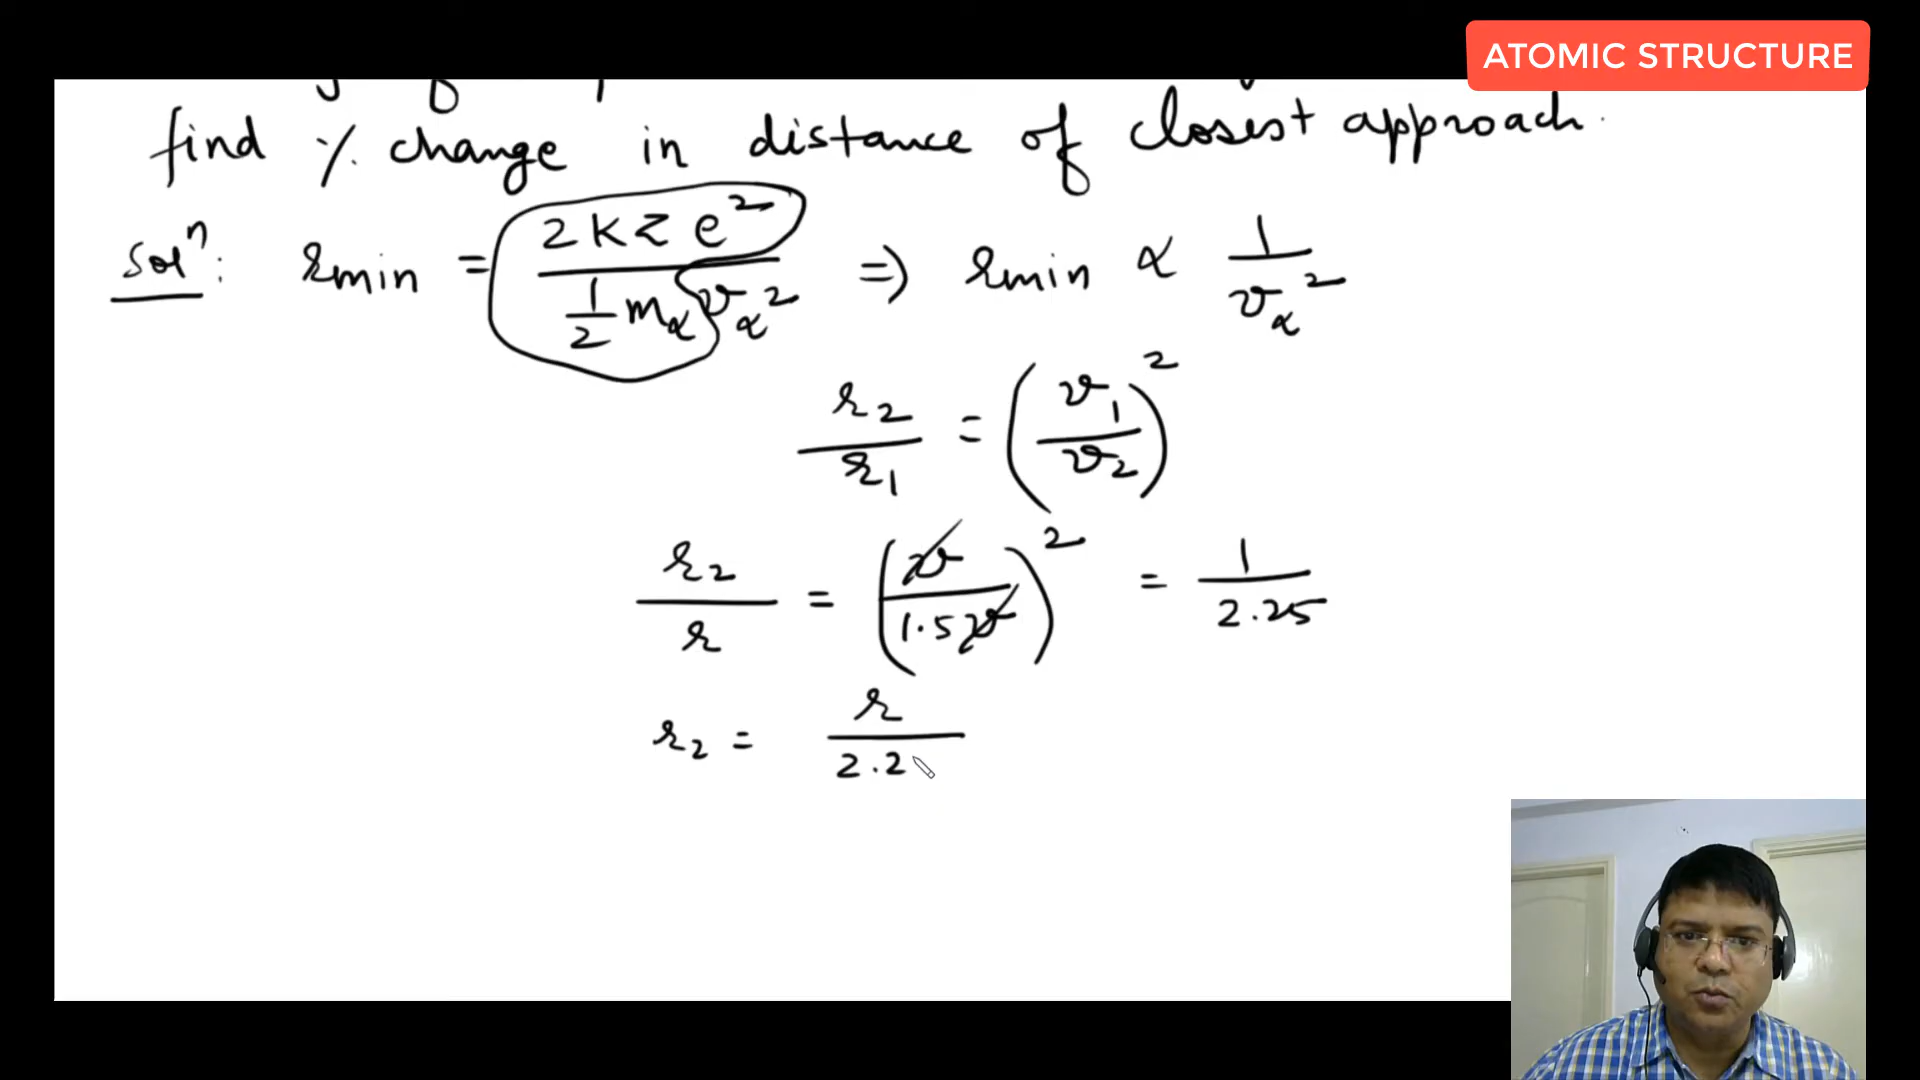 ATOMIC STRUCTURE
find % change in distance of closest approach.
Solⁿ: rmin = 2KZe² / ½ mα vα² => rmin ∝ 1 / vα²
r2 / r1 = (v1 / v2)²
r2 / r = (v / 1.5v)² = 1 / 2.25
r2 = r / 2.2